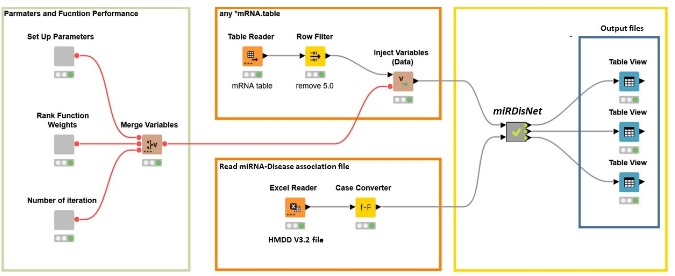 Parmaters and Fucntion Performance
Set Up Parameters
Rank Function
Weights
Merge Variables
Number of iteration
any *mRNA.table
Table Reader
Row Filter
mRNA table
remove 5.0
Inject Variables
(Data)
Read miRNA-Disease association file
Excel Reader
Case Converter
HMDD V3.2 file
miRDisNet
Output files
Table View
Table View
Table View